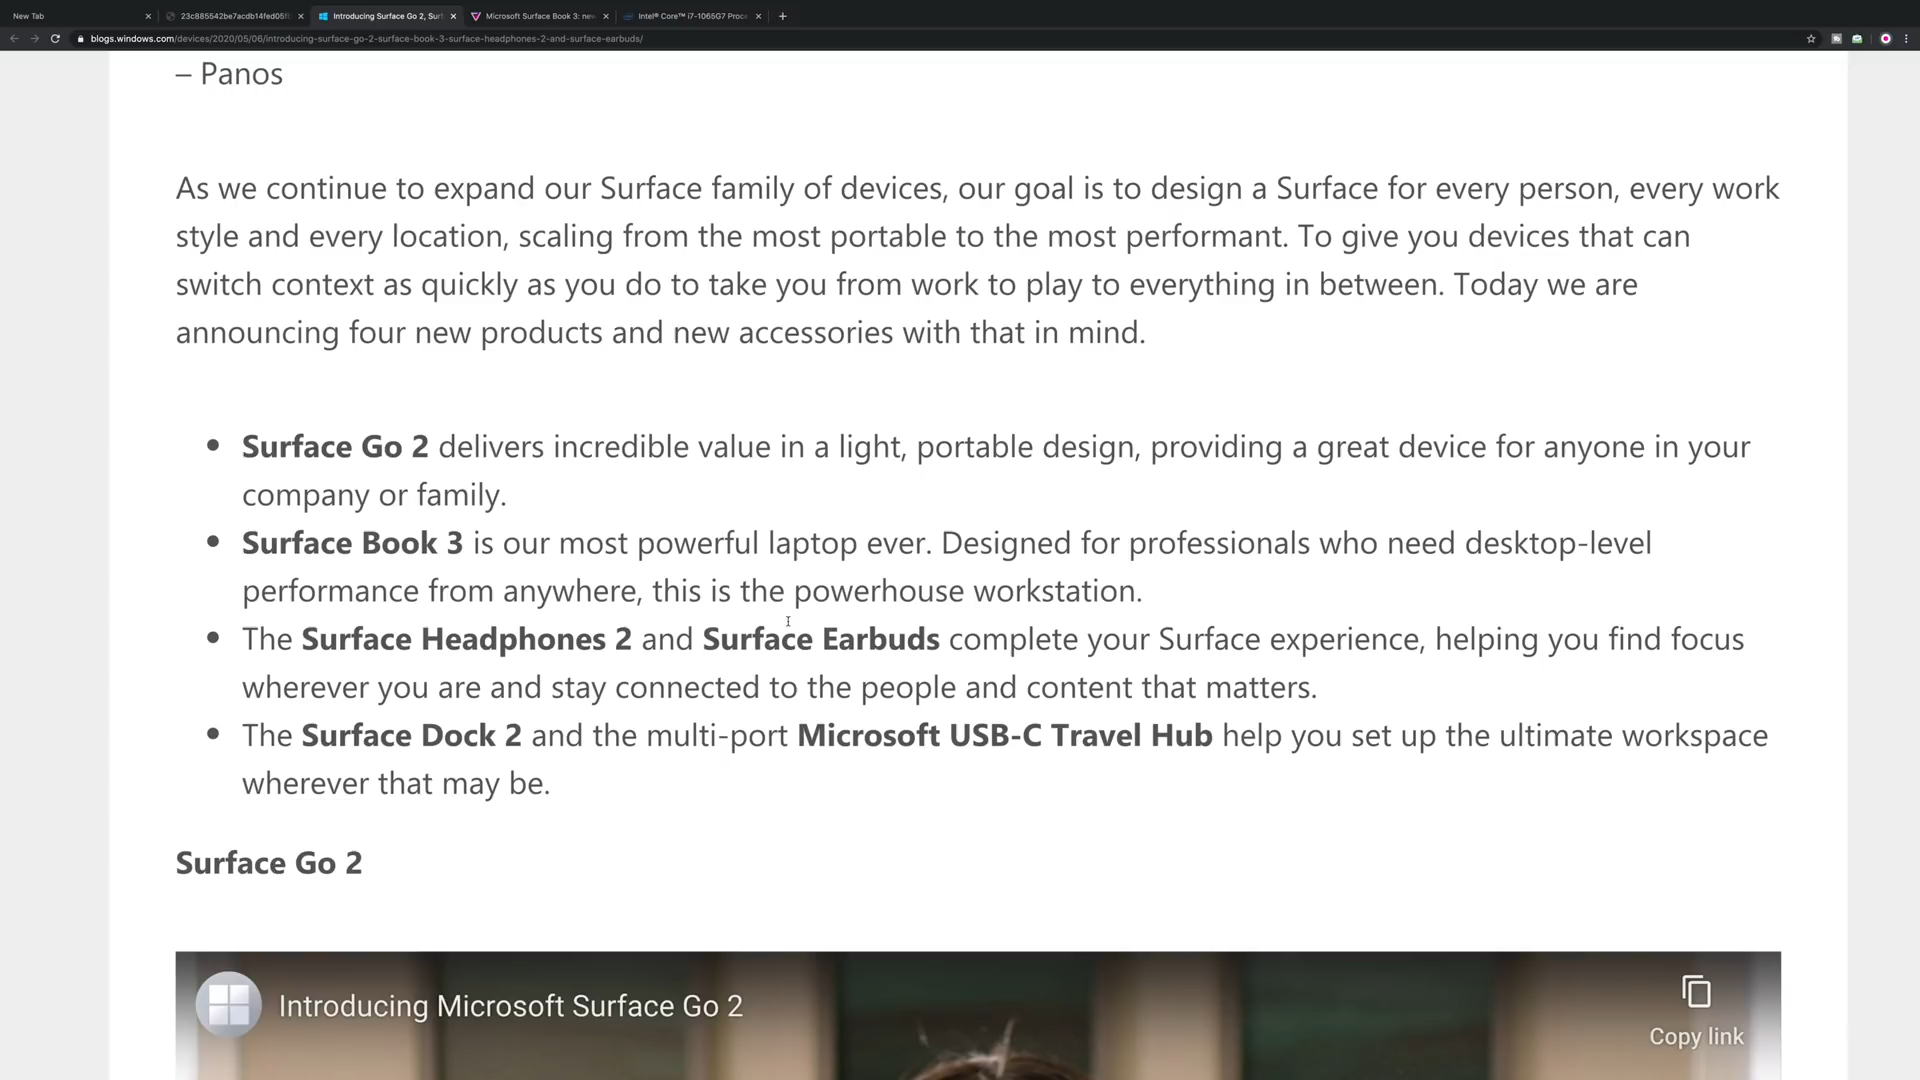 New Tab
23c885542be7acdb14fed05f
Introducing Surface Go 2, Surf
Microsoft Surface Book 3: new
Intel® Core™ i7-1065G7 Proce
blogs.windows.com/devices/2020/05/06/introducing-surface-go-2-surface-book-3-surface-headphones-2-and-surface-earbuds/
– Panos
As we continue to expand our Surface family of devices, our goal is to design a Surface for every person, every work
style and every location, scaling from the most portable to the most performant. To give you devices that can
switch context as quickly as you do to take you from work to play to everything in between. Today we are
announcing four new products and new accessories with that in mind.
• Surface Go 2 delivers incredible value in a light, portable design, providing a great device for anyone in your
company or family.
• Surface Book 3 is our most powerful laptop ever. Designed for professionals who need desktop-level
performance from anywhere, this is the powerhouse workstation.
• The Surface Headphones 2 and Surface Earbuds complete your Surface experience, helping you find focus
wherever you are and stay connected to the people and content that matters.
• The Surface Dock 2 and the multi-port Microsoft USB-C Travel Hub help you set up the ultimate workspace
wherever that may be.
Surface Go 2
Introducing Microsoft Surface Go 2
Copy link